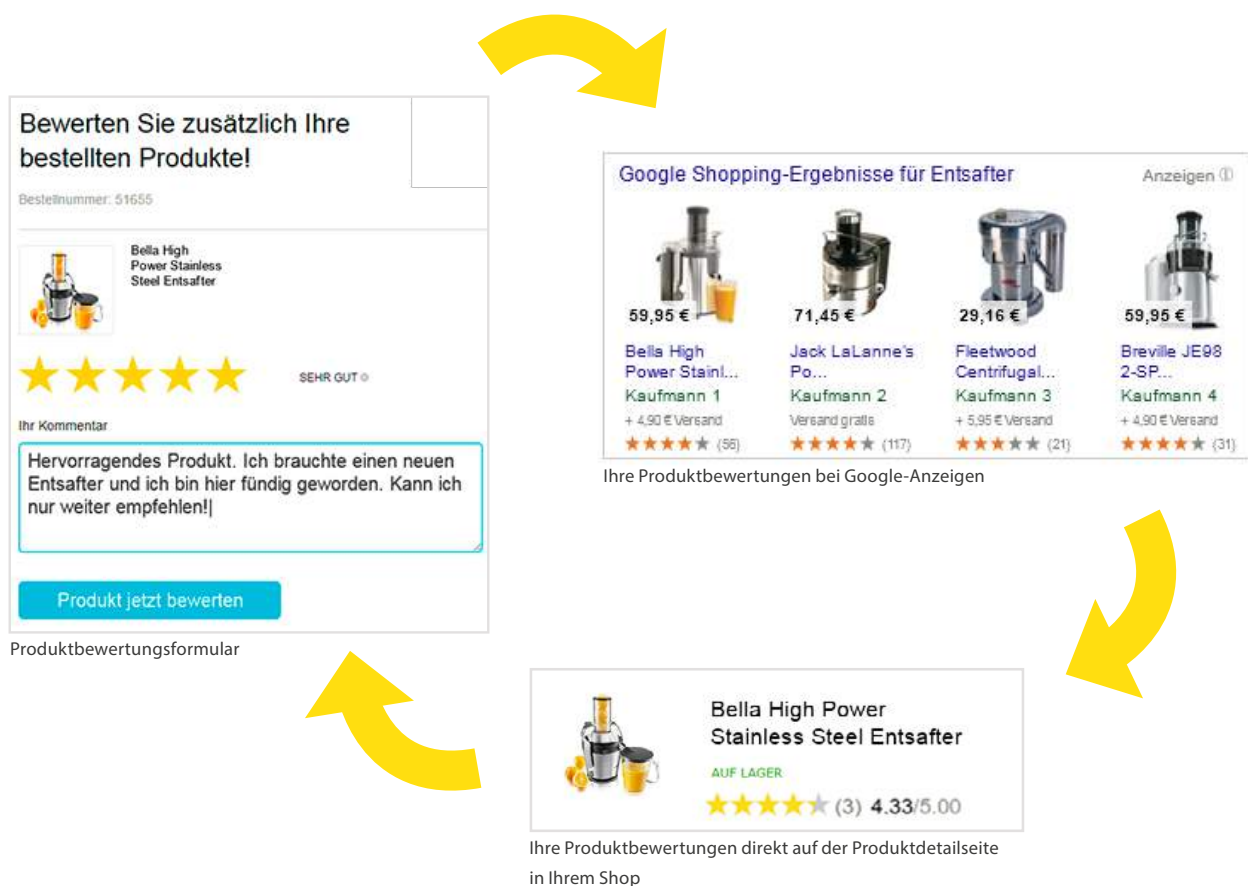 Bewerten Sie zusätzlich Ihre
bestellten Produkte!
Bestellnummer: 51655
Bella High
Power Stainless
Steel Entsafter
SEHR GUT
Ihr Kommentar
Hervorragendes Produkt. Ich brauchte einen neuen
Entsafter und ich bin hier fündig geworden. Kann ich
nur weiter empfehlen!
Produkt jetzt bewerten
Produktbewertungsformular
Google Shopping-Ergebnisse für Entsafter
Anzeigen
59,95 €
Bella High
Power Stainl...
Kaufmann 1
+ 4,90 € Versand
(56)
71,45 €
Jack LaLanne's
Po...
Kaufmann 2
Versand gratis
(117)
29,16 €
Fleetwood
Centrifugal...
Kaufmann 3
+ 5,95 € Versand
(21)
59,95 €
Breville JE98
2-SP...
Kaufmann 4
+ 4,90 € Versand
(31)
Ihre Produktbewertungen bei Google-Anzeigen
Bella High Power
Stainless Steel Entsafter
AUF LAGER
(3) 4.33/5.00
Ihre Produktbewertungen direkt auf der Produktdetailseite
in Ihrem Shop